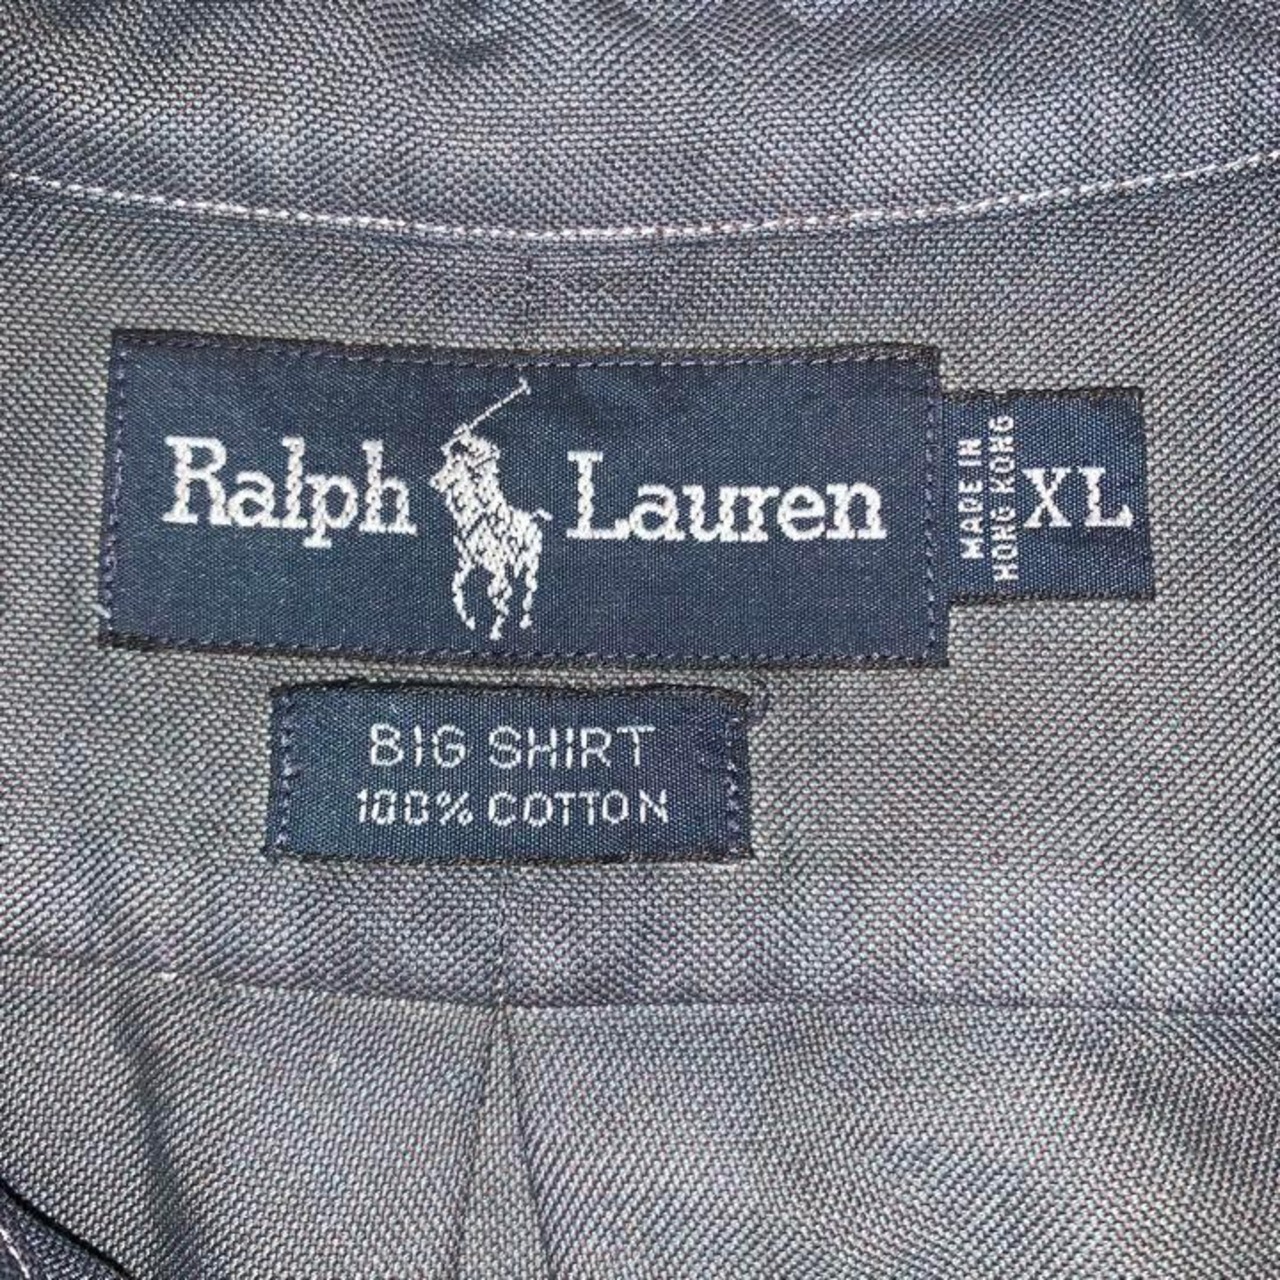 Ralph Lauren
MADE IN
HONG KONG
XL
BIG SHIRT
100% COTTON